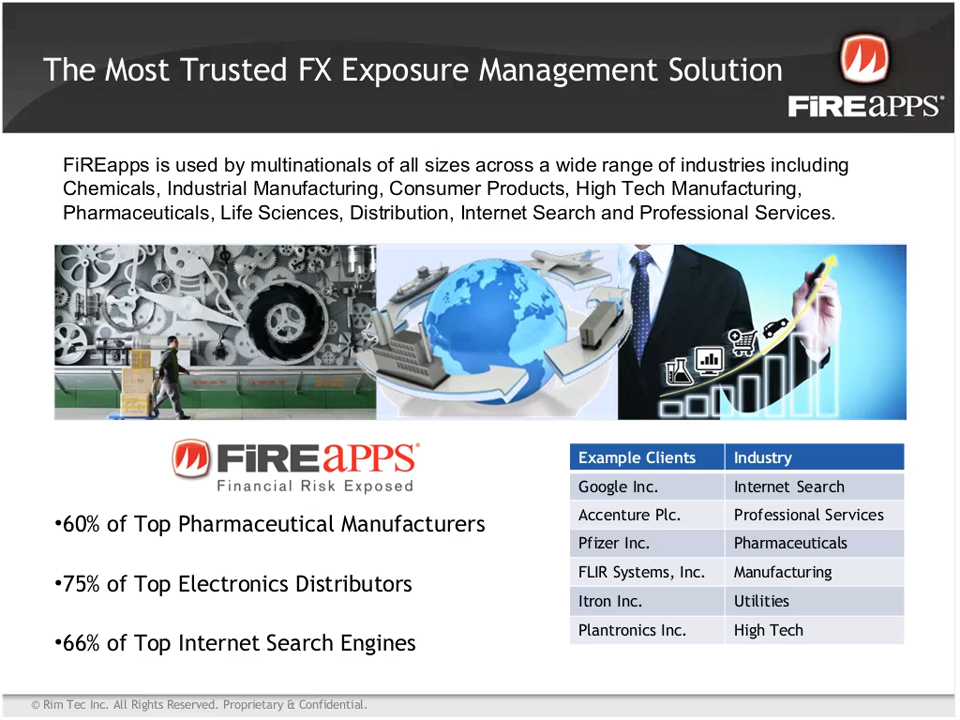 The Most Trusted FX Exposure Management Solution
FiREaPPS®
FiREapps is used by multinationals of all sizes across a wide range of industries including
Chemicals, Industrial Manufacturing, Consumer Products, High Tech Manufacturing,
Pharmaceuticals, Life Sciences, Distribution, Internet Search and Professional Services.
FiREaPPS®
Financial Risk Exposed
•60% of Top Pharmaceutical Manufacturers
•75% of Top Electronics Distributors
•66% of Top Internet Search Engines
Example Clients Industry
Google Inc. Internet Search
Accenture Plc. Professional Services
Pfizer Inc. Pharmaceuticals
FLIR Systems, Inc. Manufacturing
Itron Inc. Utilities
Plantronics Inc. High Tech
© Rim Tec Inc. All Rights Reserved. Proprietary & Confidential.